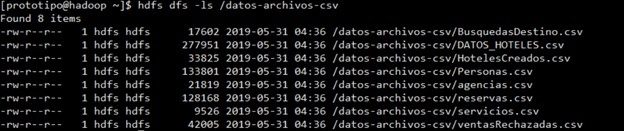 [prototipo@hadoop ~]$ hdfs dfs -ls /datos-archivos-csv
Found 8 items
-rw-r--r-- 1 hdfs hdfs 17602 2019-05-31 04:36 /datos-archivos-csv/BusquedasDestino.csv
-rw-r--r-- 1 hdfs hdfs 277951 2019-05-31 04:36 /datos-archivos-csv/DATOS_HOTELES.csv
-rw-r--r-- 1 hdfs hdfs 33825 2019-05-31 04:36 /datos-archivos-csv/HotelesCreados.csv
-rw-r--r-- 1 hdfs hdfs 133801 2019-05-31 04:36 /datos-archivos-csv/Personas.csv
-rw-r--r-- 1 hdfs hdfs 21819 2019-05-31 04:36 /datos-archivos-csv/agencias.csv
-rw-r--r-- 1 hdfs hdfs 128168 2019-05-31 04:36 /datos-archivos-csv/reservas.csv
-rw-r--r-- 1 hdfs hdfs 9526 2019-05-31 04:36 /datos-archivos-csv/servicios.csv
-rw-r--r-- 1 hdfs hdfs 42005 2019-05-31 04:36 /datos-archivos-csv/ventasRechazadas.csv